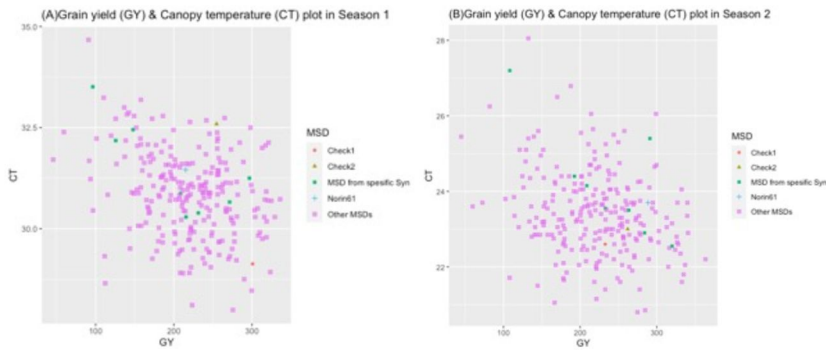 (A)Grain yield (GY) & Canopy temperature (CT) plot in Season 1
35.0
32.5
30.0
CT
100
200
300
GY
MSD
Check1
Check2
MSD from spesific Syn
Norin61
Other MSDs
(B)Grain yield (GY) & Canopy temperature (CT) plot in Season 2
28
26
24
22
CT
100
200
300
GY
MSD
Check1
Check2
MSD from spesific Syn
Norin61
Other MSDs